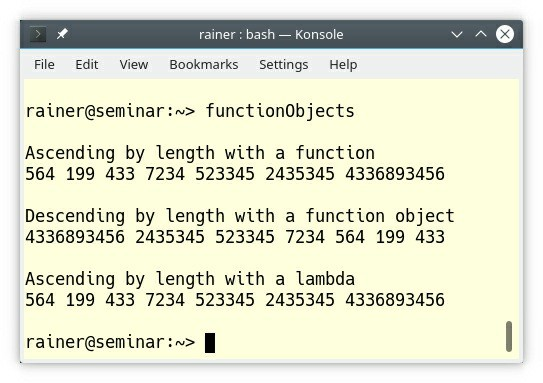 rainer : bash — Konsole
File Edit View Bookmarks Settings Help
rainer@seminar:~> functionObjects
Ascending by length with a function
564 199 433 7234 523345 2435345 4336893456
Descending by length with a function object
4336893456 2435345 523345 7234 564 199 433
Ascending by length with a lambda
564 199 433 7234 523345 2435345 4336893456
rainer@seminar:~>